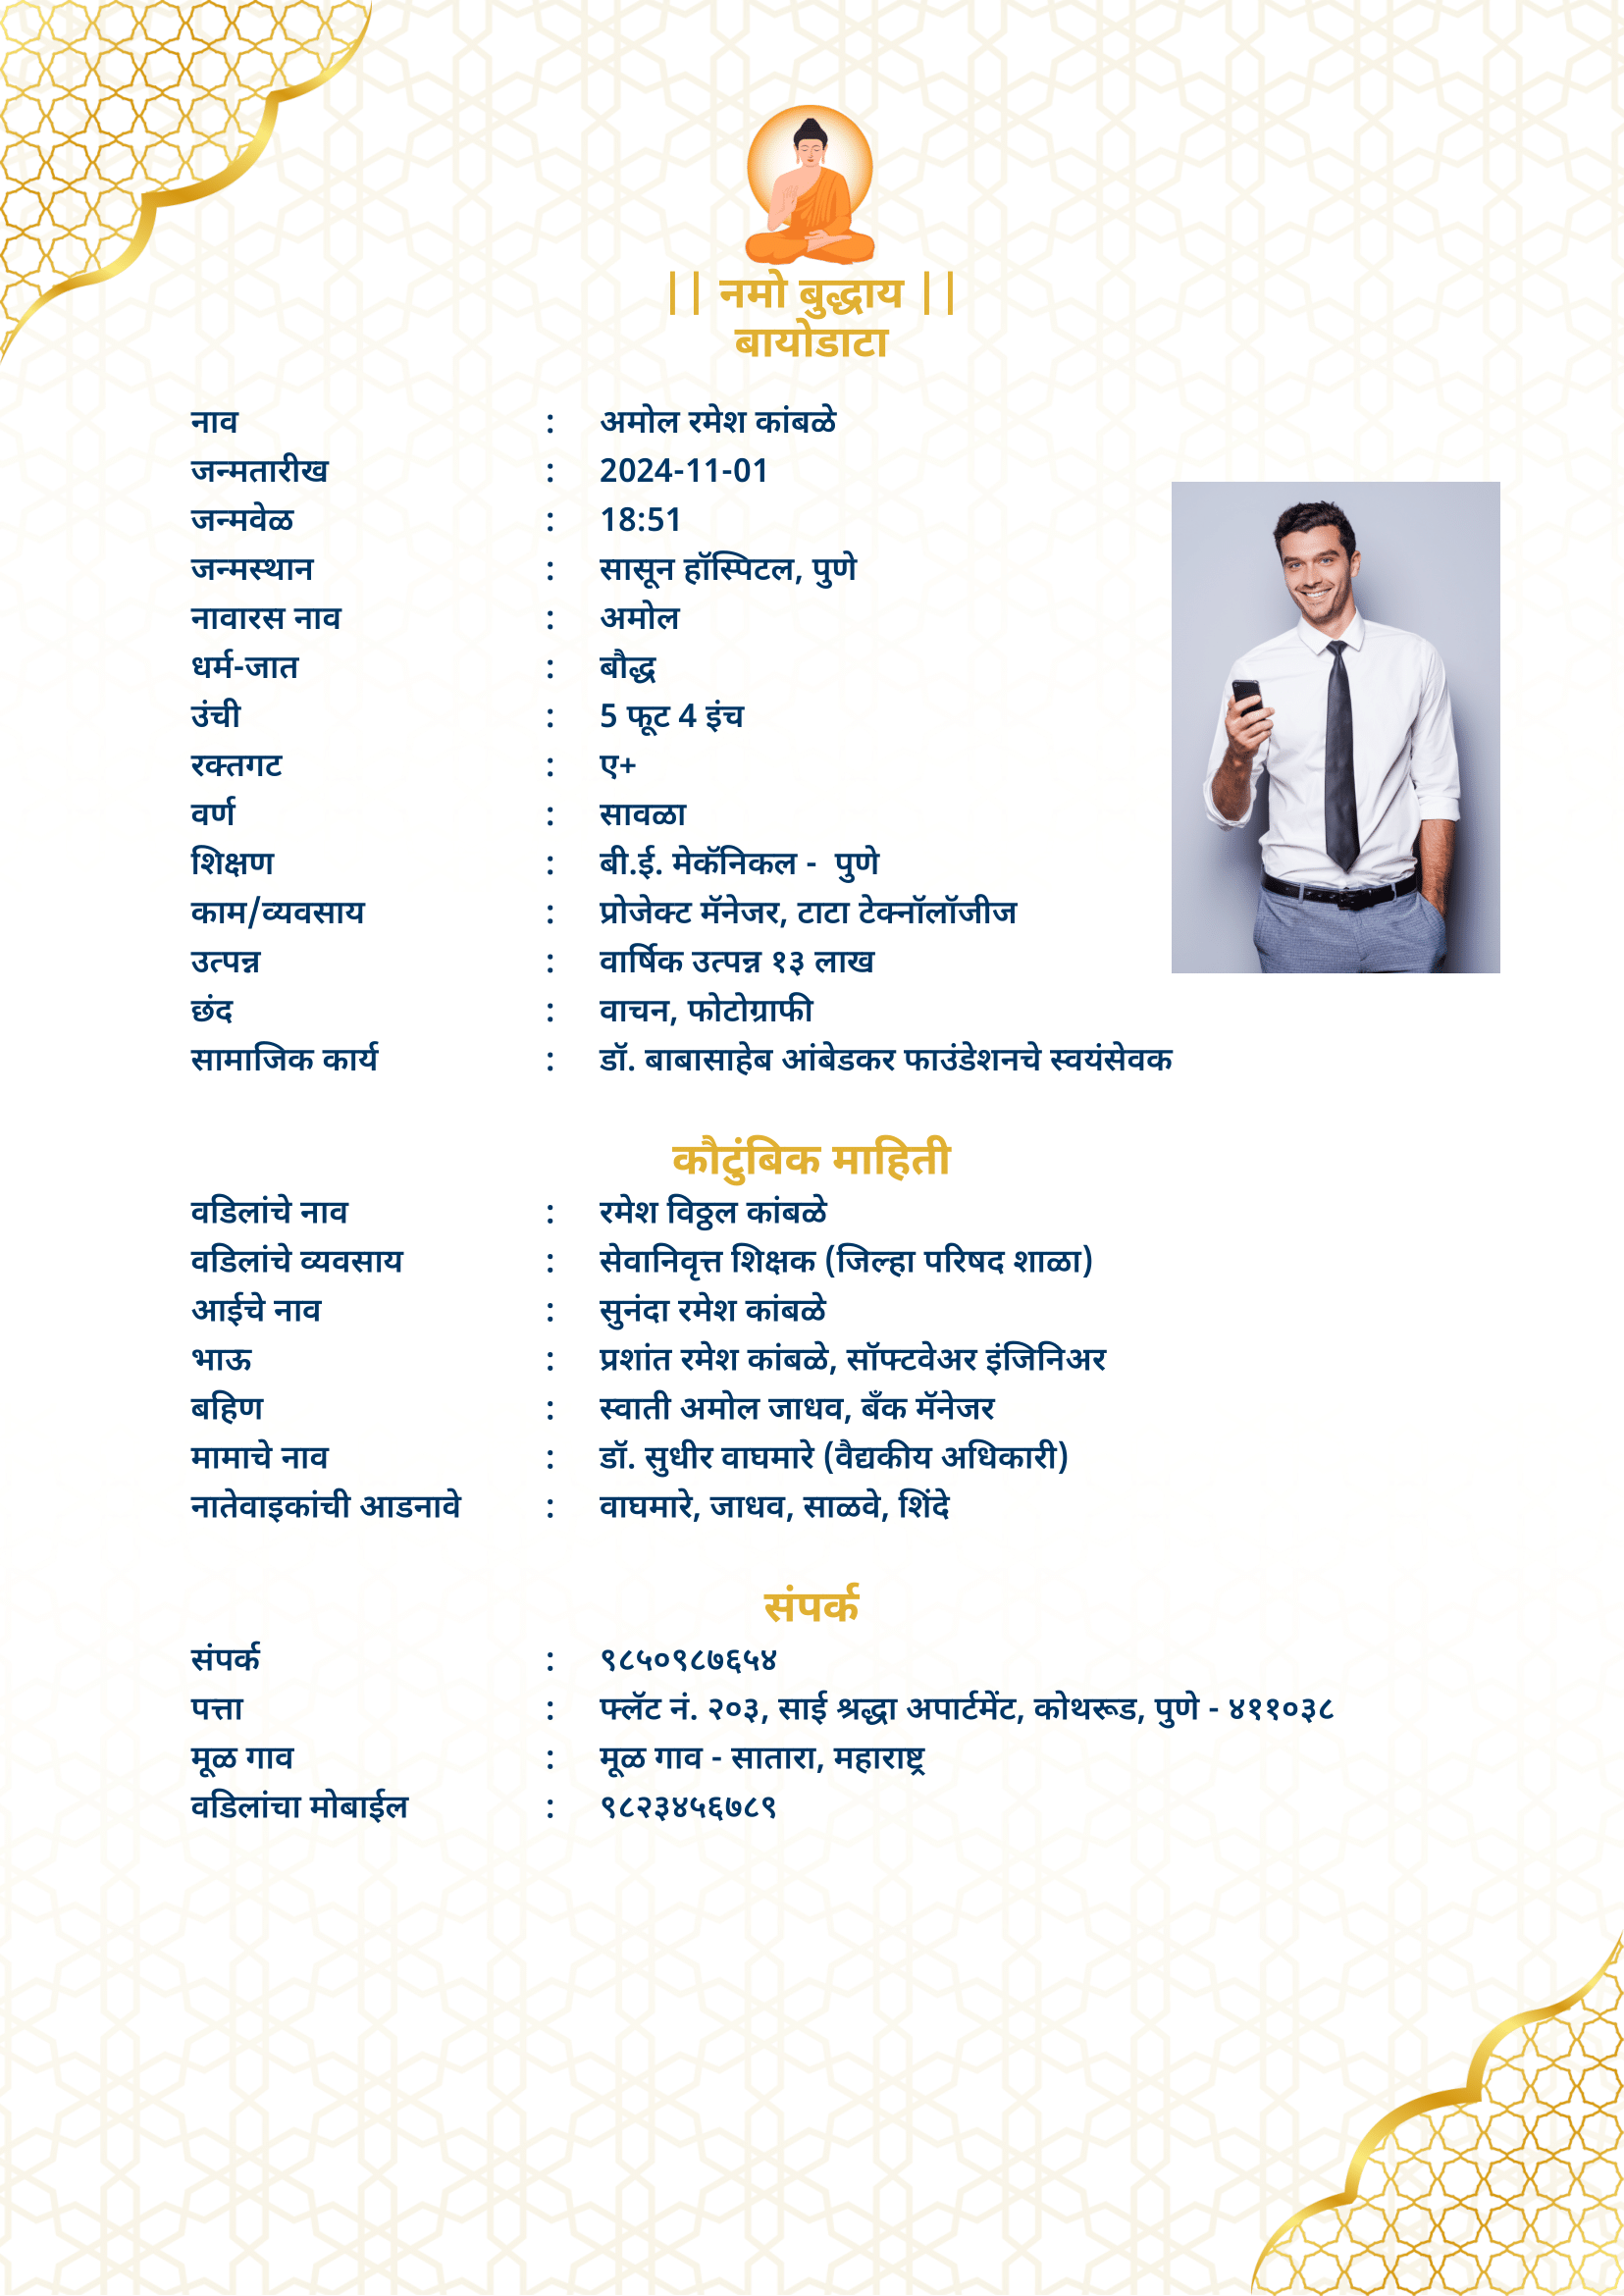 || नमो बुद्धाय ||
बायोडाटा
नाव : अमोल रमेश कांबळे
जन्मतारीख : 2024-11-01
जन्मवेळ : 18:51
जन्मस्थान : सासून हॉस्पिटल, पुणे
नावारस नाव : अमोल
धर्म-जात : बौद्ध
उंची : 5 फूट 4 इंच
रक्तगट : ए+
वर्ण : सावळा
शिक्षण : बी.ई. मेकॅनिकल - पुणे
काम/व्यवसाय : प्रोजेक्ट मॅनेजर, टाटा टेक्नॉलॉजीज
उत्पन्न : वार्षिक उत्पन्न १३ लाख
छंद : वाचन, फोटोग्राफी
सामाजिक कार्य : डॉ. बाबासाहेब आंबेडकर फाउंडेशनचे स्वयंसेवक
कौटुंबिक माहिती
वडिलांचे नाव : रमेश विठ्ठल कांबळे
वडिलांचे व्यवसाय : सेवानिवृत्त शिक्षक (जिल्हा परिषद शाळा)
आईचे नाव : सुनंदा रमेश कांबळे
भाऊ : प्रशांत रमेश कांबळे, सॉफ्टवेअर इंजिनिअर
बहिण : स्वाती अमोल जाधव, बँक मॅनेजर
मामाचे नाव : डॉ. सुधीर वाघमारे (वैद्यकीय अधिकारी)
नातेवाइकांची आडनावे : वाघमारे, जाधव, साळवे, शिंदे
संपर्क
संपर्क : ९८५०९८७६५४
पत्ता : फ्लॅट नं. २०३, साई श्रद्धा अपार्टमेंट, कोथरूड, पुणे - ४११०३८
मूळ गाव : मूळ गाव - सातारा, महाराष्ट्र
वडिलांचा मोबाईल : ९८२३४५६७८९